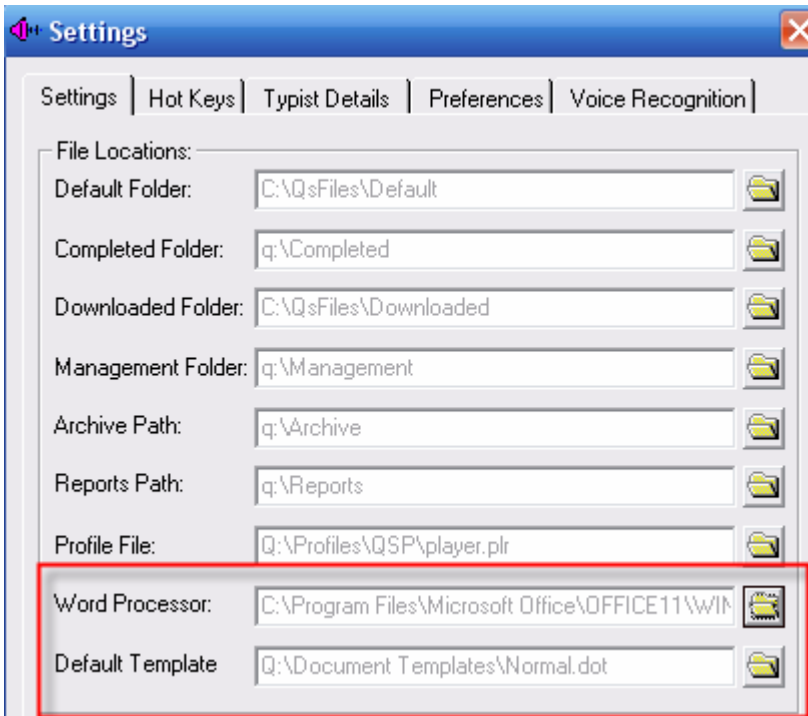 Settings
Settings Hot Keys Typist Details Preferences Voice Recognition
File Locations:
Default Folder: C:\QsFiles\Default
Completed Folder: q:\Completed
Downloaded Folder: C:\QsFiles\Downloaded
Management Folder: q:\Management
Archive Path: q:\Archive
Reports Path: q:\Reports
Profile File: Q:\Profiles\QSP\player.plr
Word Processor: C:\Program Files\Microsoft Office\OFFICE11\WIN
Default Template Q:\Document Templates\Normal.dot